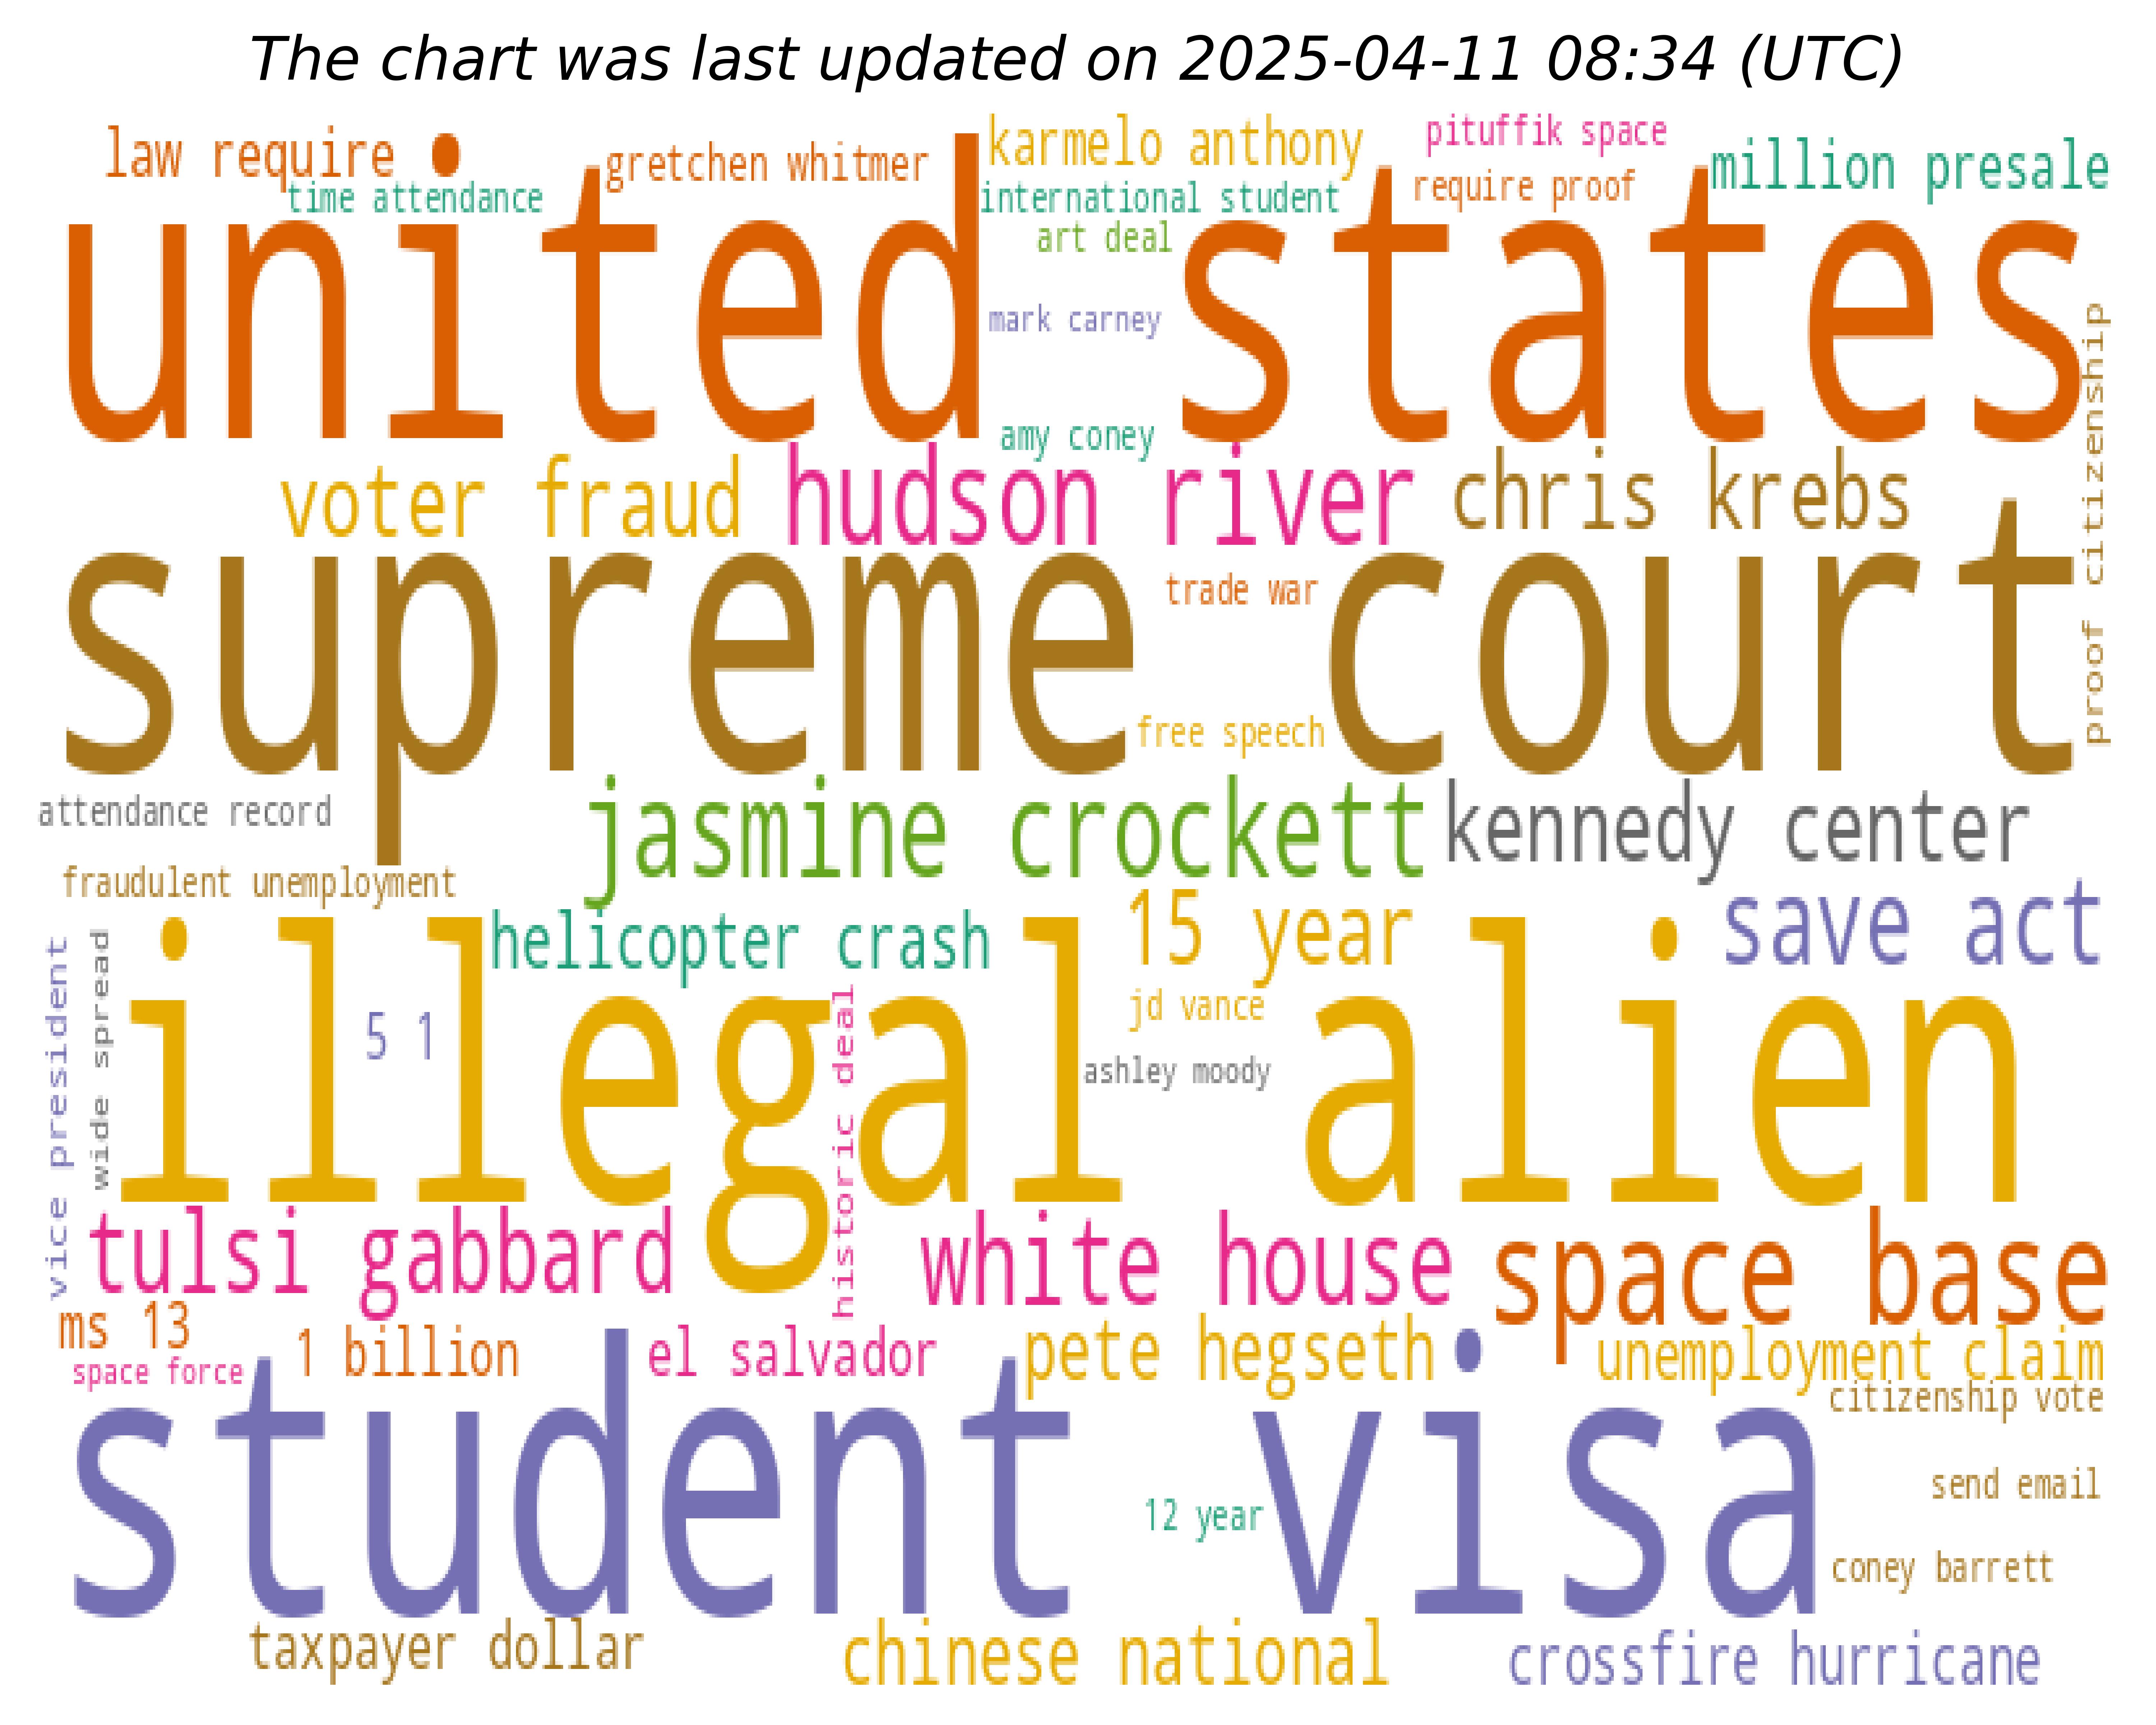 The chart was last updated on 2025-04-11 08:34 (UTC)
law require
time attendance
gretchen whitmer
karmelo anthony
international student
art deal
pituffik space
require proof
million presale
united states
mark carney
amy coney
proof citizenship
voter fraud
hudson river
chris krebs
supreme court
trade war
free speech
attendance record
jasmine crockett
kennedy center
fraudulent unemployment
helicopter crash
15 year
save act
vice president
wide spread
illegal alien
5 1
historic deal
jd vance
ashley moody
tulsi gabbard
white house
space base
ms 13
space force
1 billion
el salvador
pete hegseth
unemployment claim
citizenship vote
student visa
12 year
send email
coney barrett
taxpayer dollar
chinese national
crossfire hurricane